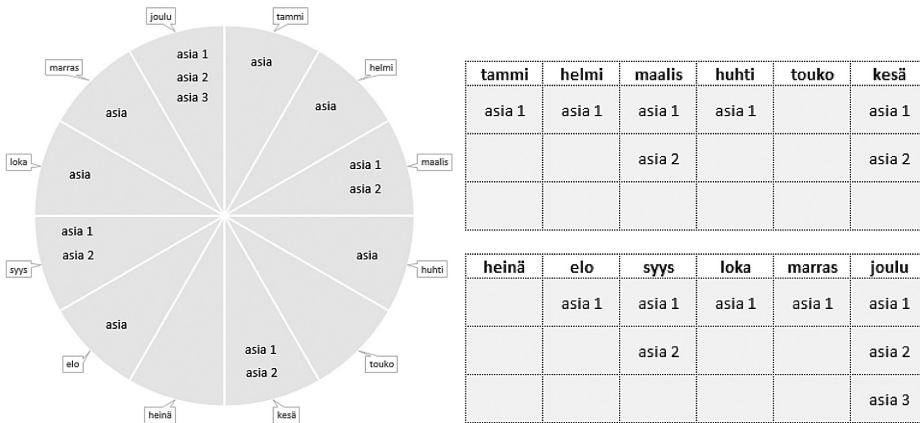 joulu
tammi
asia 1
asia 2
asia 3
asia
marras
helmi
asia
asia
loka
maalis
asia
asia 1
asia 2
asia 1
asia 2
syys
asia
huhti
asia
elo
asia 1
asia 2
touko
heinä
kesä
tammi helmi maalis huhti touko kesä
asia 1 asia 1 asia 1 asia 1 asia 1
asia 2 asia 2
heinä elo syys loka marras joulu
asia 1 asia 1 asia 1 asia 1 asia 1
asia 2 asia 2
asia 3